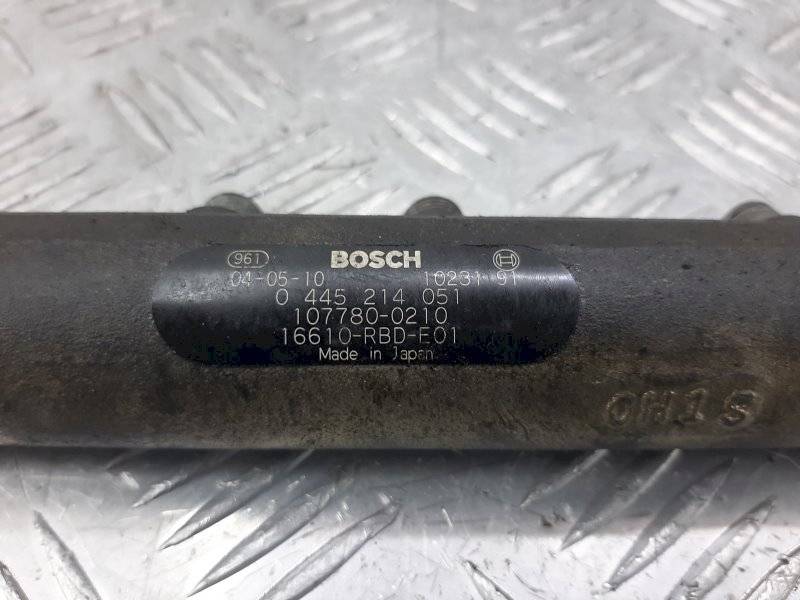 961 BOSCH
04-05-10 10231 91
0 445 214 051
107780-0210
16610-RBD-E01
Made in Japan
OH1S